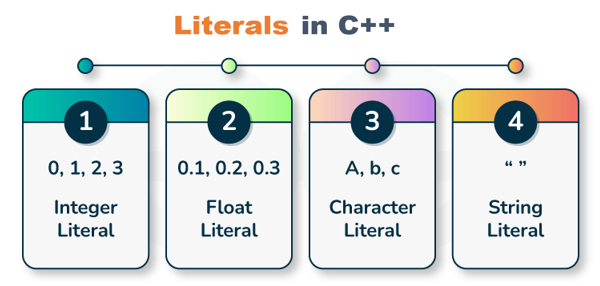 Literals in C++
1
0, 1, 2, 3
Integer
Literal
2
0.1, 0.2, 0.3
Float
Literal
3
A, b, c
Character
Literal
4
“ ”
String
Literal